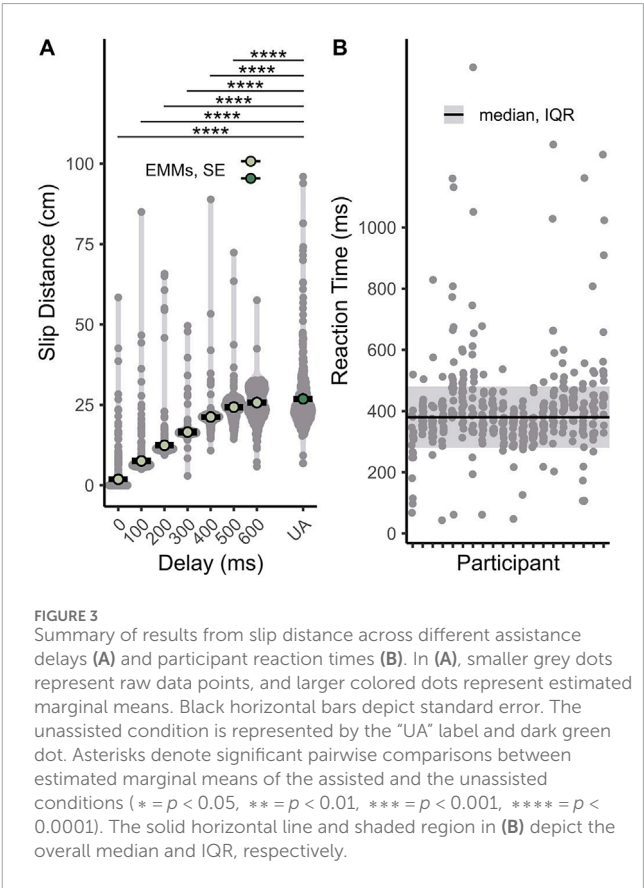 A
B
****
****
****
****
****
****
EMMs, SE
median, IQR
Slip Distance (cm)
100
75
50
25
0
0
100
200
300
400
500
600
UA
Delay (ms)
Reaction Time (ms)
1000
800
600
400
200
0
Participant
FIGURE 3
Summary of results from slip distance across different assistance
delays (A) and participant reaction times (B). In (A), smaller grey dots
represent raw data points, and larger colored dots represent estimated
marginal means. Black horizontal bars depict standard error. The
unassisted condition is represented by the “UA” label and dark green
dot. Asterisks denote significant pairwise comparisons between
estimated marginal means of the assisted and the unassisted
conditions (∗ = p < 0.05, ∗∗ = p < 0.01, ∗∗∗ = p < 0.001, ∗∗∗∗ = p <
0.0001). The solid horizontal line and shaded region in (B) depict the
overall median and IQR, respectively.